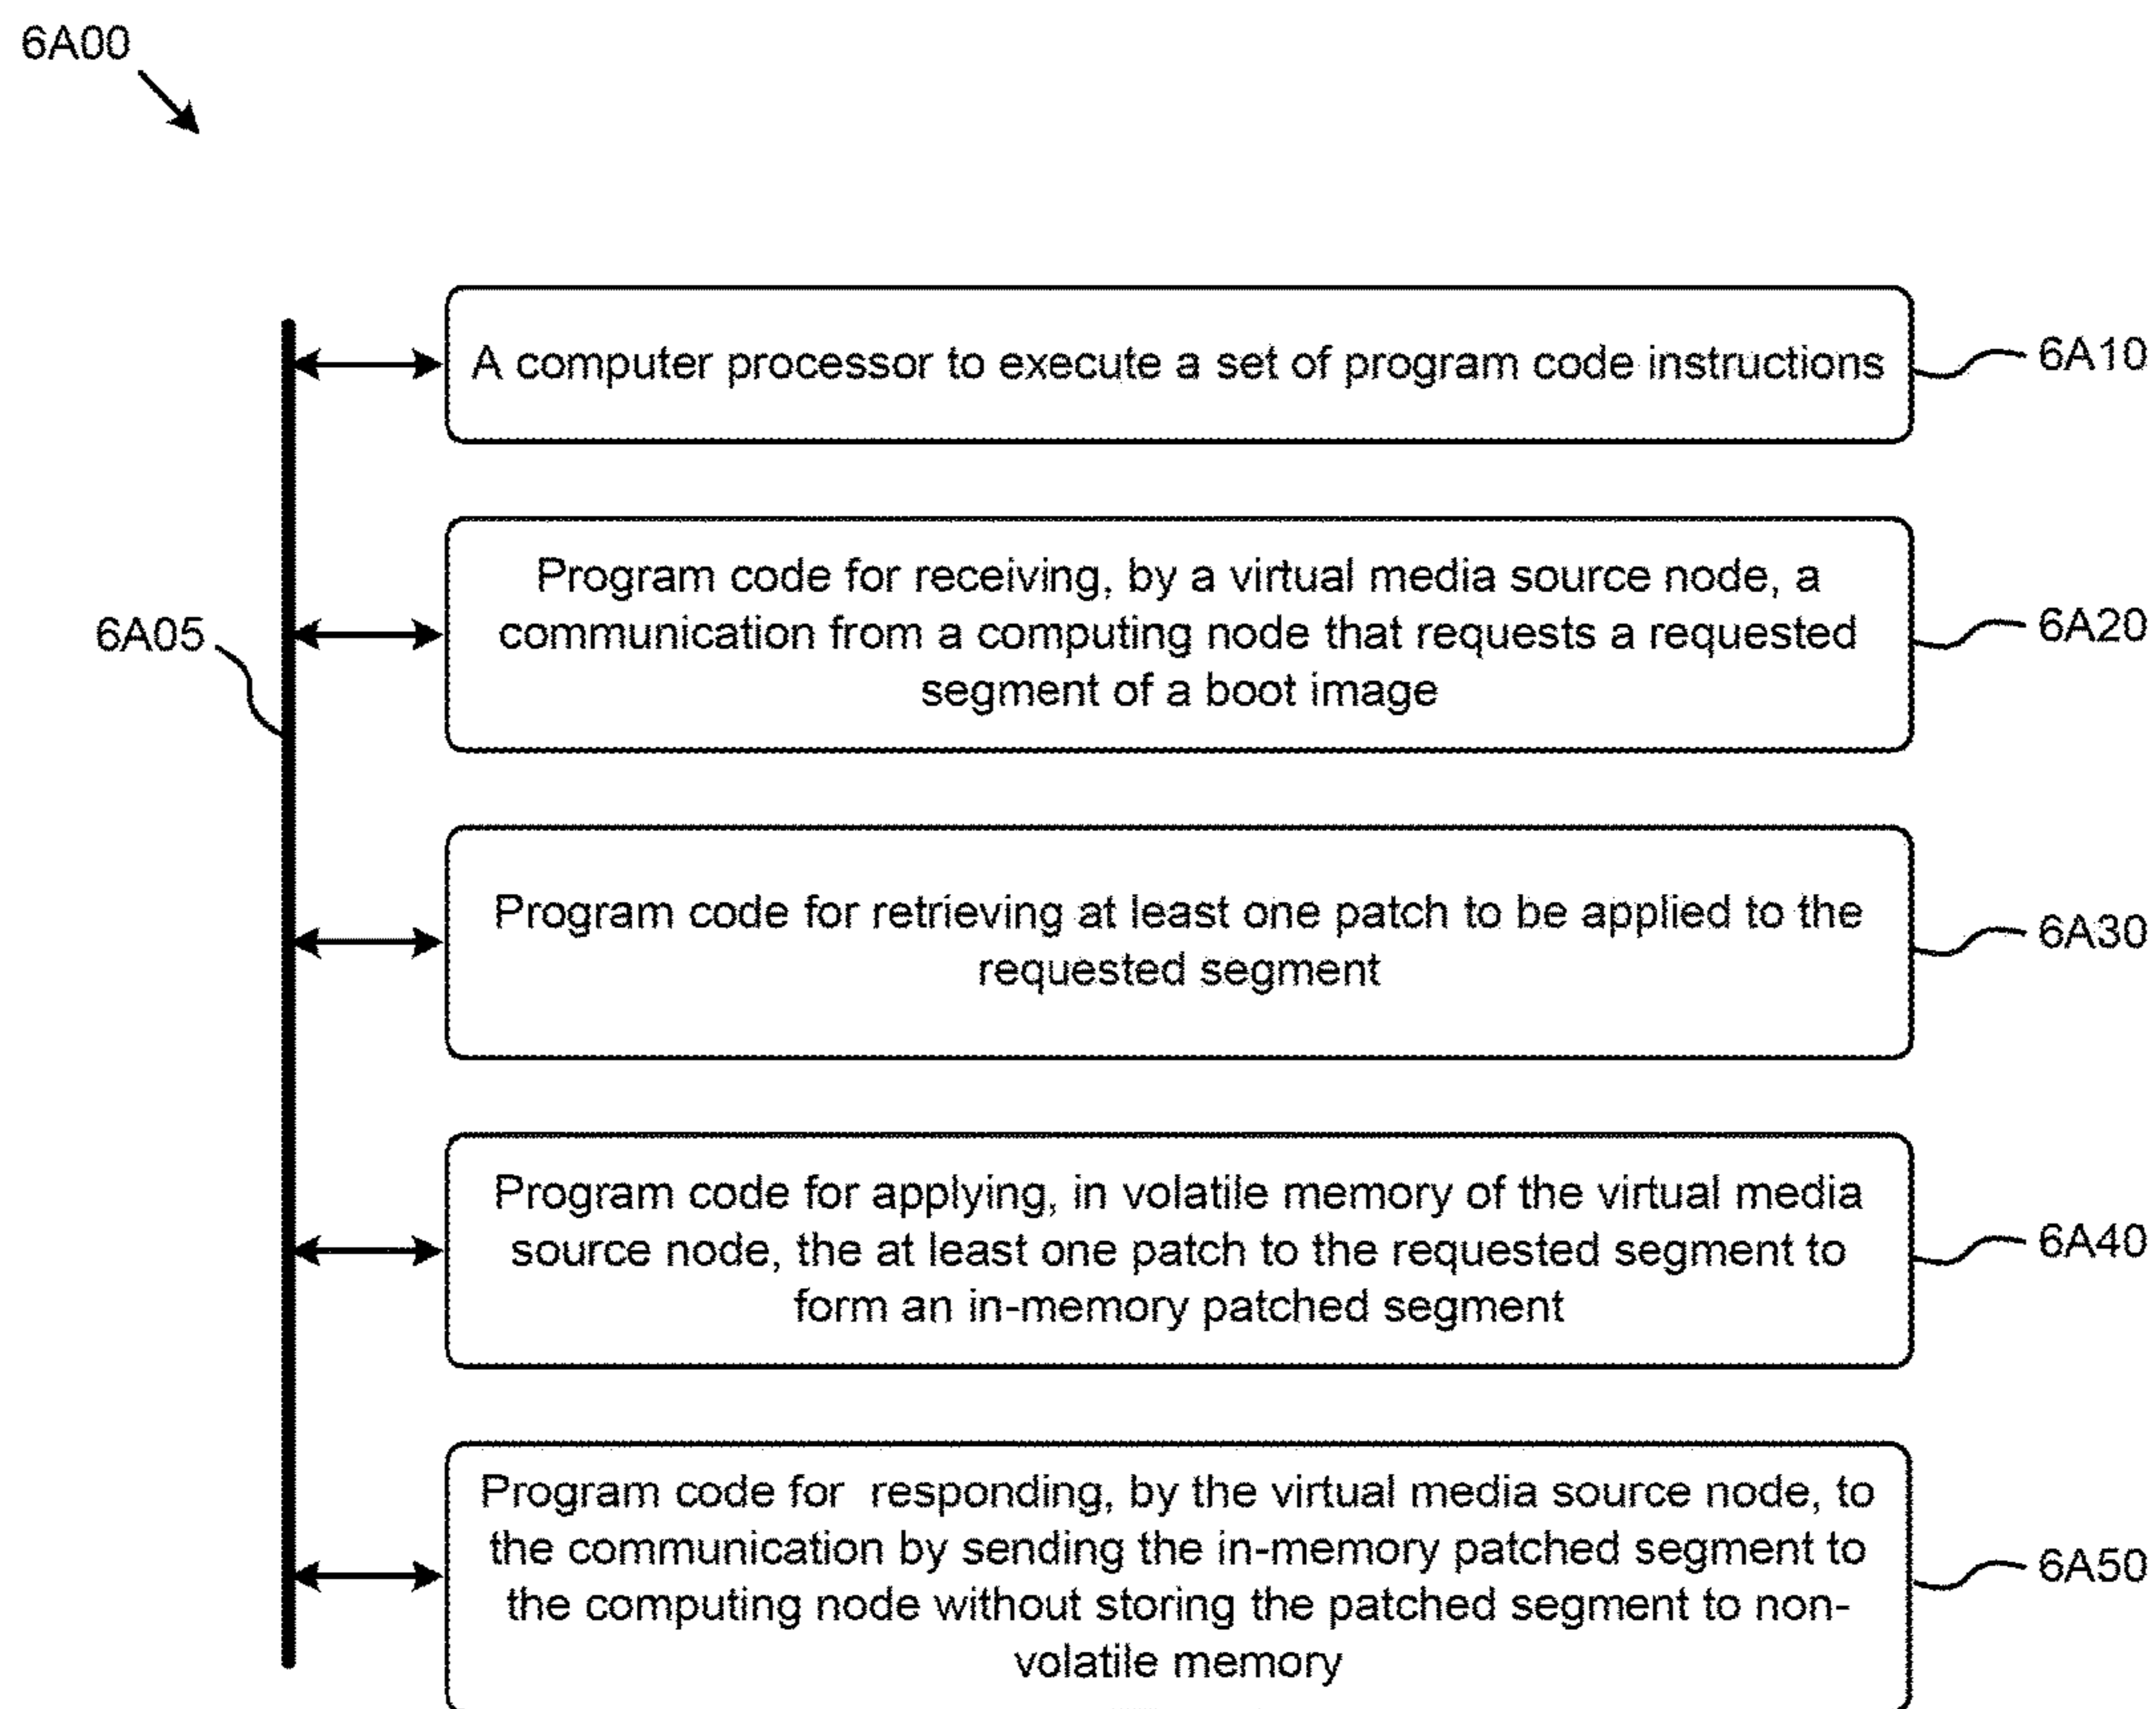 6A00
A computer processor to execute a set of program code instructions
6A10
Program code for receiving, by a virtual media source node, a
communication from a computing node that requests a requested
segment of a boot image
6A20
6A05
Program code for retrieving at least one patch to be applied to the
requested segment
6A30
Program code for applying, in volatile memory of the virtual media
source node, the at least one patch to the requested segment to
form an in-memory patched segment
6A40
Program code for responding, by the virtual media source node, to
the communication by sending the in-memory patched segment to
the computing node without storing the patched segment to non-
volatile memory
6A50